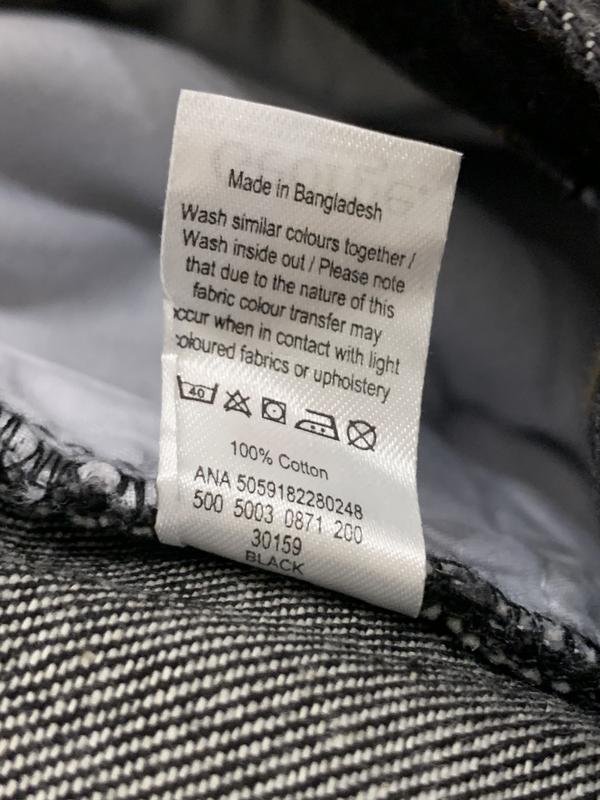 Made in Bangladesh
Wash similar colours together /
Wash inside out / Please note
that due to the nature of this
fabric colour transfer may
occur when in contact with light
coloured fabrics or upholstery
40
100% Cotton
ANA 5059182280248
500 5003 0871 200
30159
BLACK